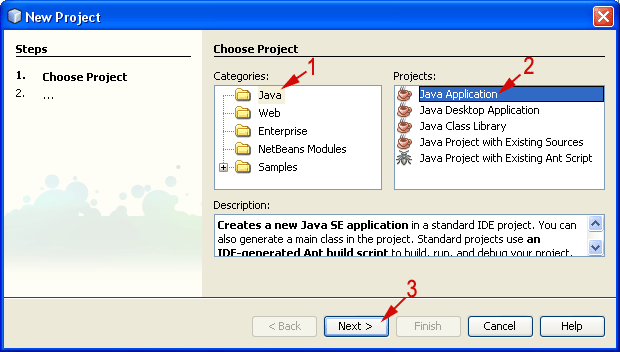 New Project
Steps
1. Choose Project
2. ...
Choose Project
Categories:
1
Java
Web
Enterprise
NetBeans Modules
Samples
Projects:
2
Java Application
Java Desktop Application
Java Class Library
Java Project with Existing Sources
Java Project with Existing Ant Script
Description:
Creates a new Java SE application in a standard IDE project. You can
also generate a main class in the project. Standard projects use an
IDE-generated Ant build script to build, run, and debug your project.
3
< Back
Next >
Finish
Cancel
Help